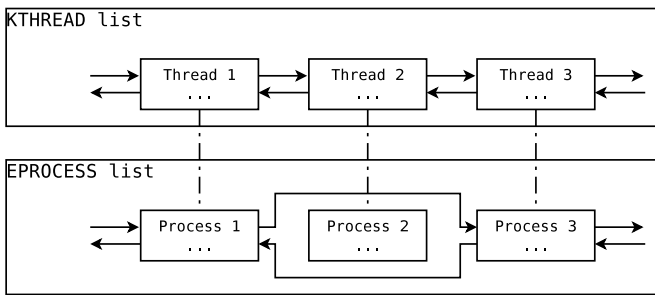 KTHREAD list
Thread 1 Thread 2 Thread 3
... ... ...
EPROCESS list
Process 1 Process 2 Process 3
... ... ...